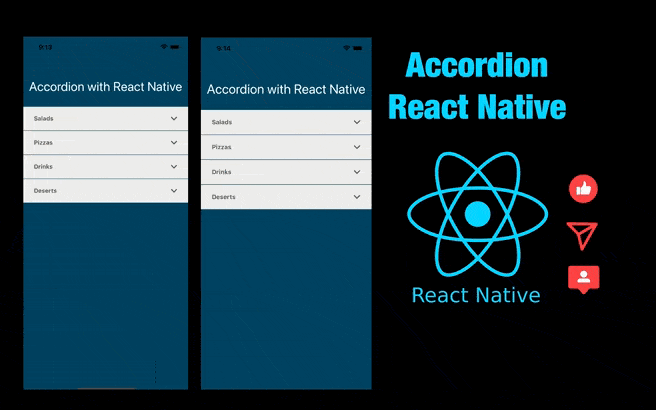 9:13
Accordion with React Native
Salads
Pizzas
Drinks
Deserts
9:14
Accordion with React Native
Salads
Pizzas
Drinks
Deserts
Accordion
React Native
React Native